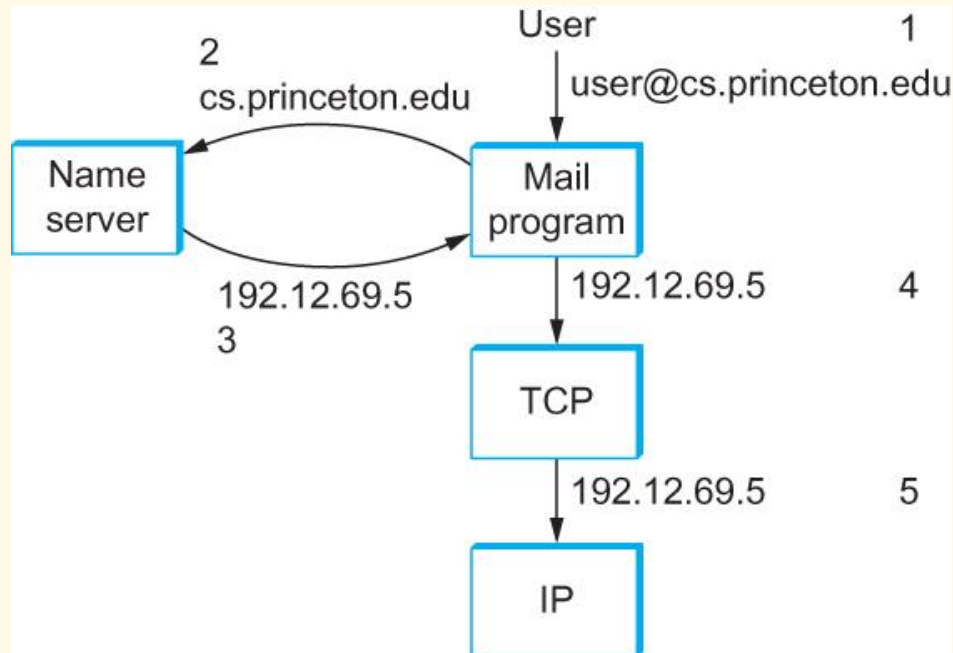 User
1
2
user@cs.princeton.edu
cs.princeton.edu
Name
server
Mail
program
192.12.69.5
3
192.12.69.5
4
TCP
192.12.69.5
5
IP